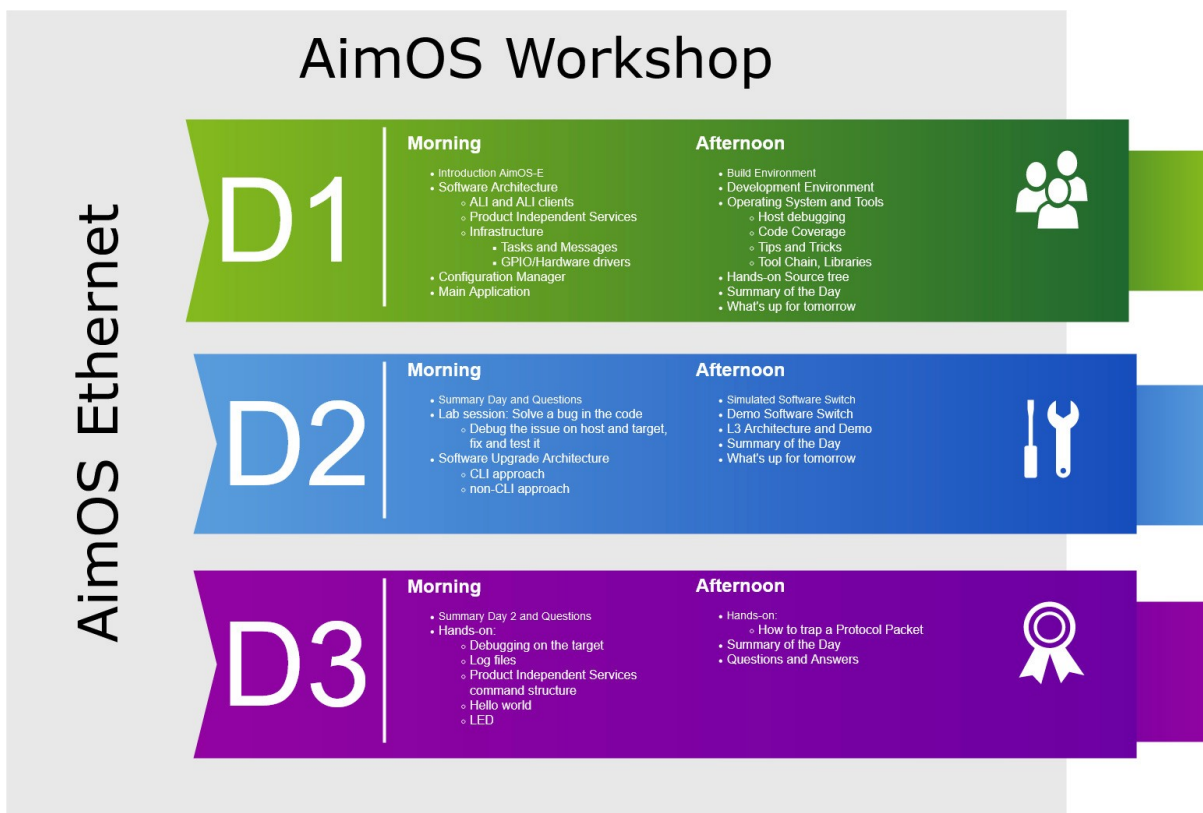 AimOS Workshop
AimOS Ethernet
D1
Morning
• Introduction AimOS-E
• Software Architecture
◦ ALI and ALI clients
◦ Product Independent Services
◦ Infrastructure
▪ Tasks and Messages
▪ GPIO/Hardware drivers
• Configuration Manager
• Main Application
Afternoon
• Build Environment
• Development Environment
• Operating System and Tools
◦ Host debugging
◦ Code Coverage
◦ Tips and Tricks
◦ Tool Chain, Libraries
• Hands-on Source tree
• Summary of the Day
• What's up for tomorrow
D2
Morning
• Summary Day and Questions
• Lab session: Solve a bug in the code
◦ Debug the issue on host and target,
fix and test it
• Software Upgrade Architecture
◦ CLI approach
◦ non-CLI approach
Afternoon
• Simulated Software Switch
• Demo Software Switch
• L3 Architecture and Demo
• Summary of the Day
• What's up for tomorrow
D3
Morning
• Summary Day 2 and Questions
• Hands-on:
◦ Debugging on the target
◦ Log files
◦ Product Independent Services
command structure
◦ Hello world
◦ LED
Afternoon
• Hands-on:
◦ How to trap a Protocol Packet
• Summary of the Day
• Questions and Answers